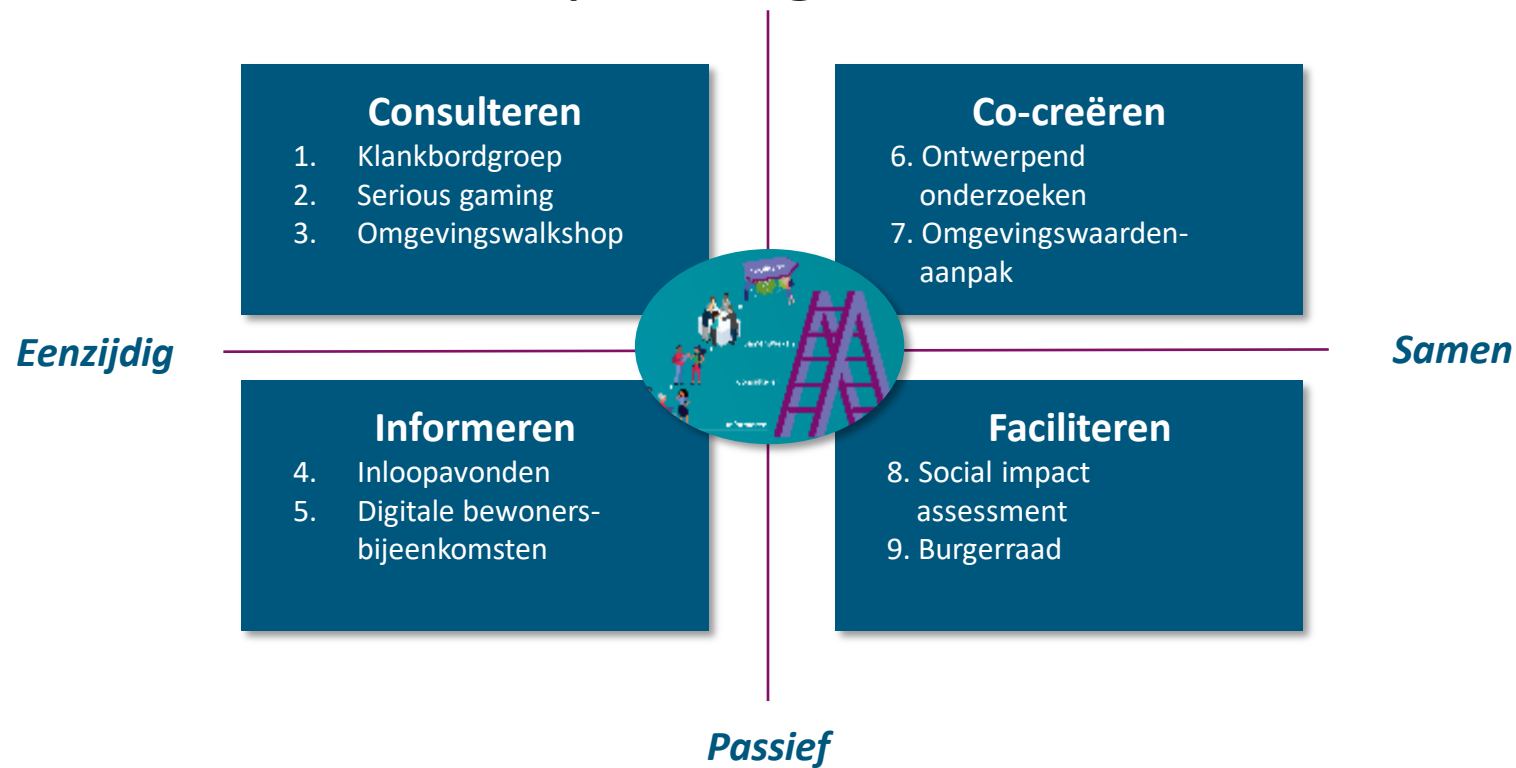 Consulteren
1. Klankbordgroep
2. Serious gaming
3. Omgevingswalkshop
Co-creëren
6. Ontwerpend
onderzoeken
7. Omgevingswaarden-
aanpak
Eenzijdig
Samen
Informeren
4. Inloopavonden
5. Digitale bewoners-
bijeenkomsten
Faciliteren
8. Social impact
assessment
9. Burgerraad
Passief